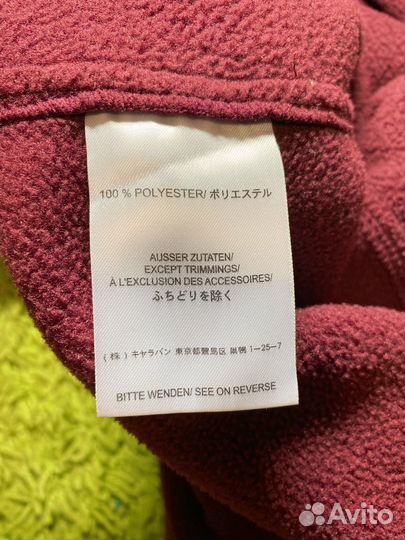 100 % POLYESTER/ ポリエステル
AUSSER ZUTATEN/
EXCEPT TRIMMINGS/
À L'EXCLUSION DES ACCESSOIRES/
ふちどりを除く
(株) キャラバン 東京都豊島区 巣鴨 1-25-7
BITTE WENDEN/ SEE ON REVERSE
Avito